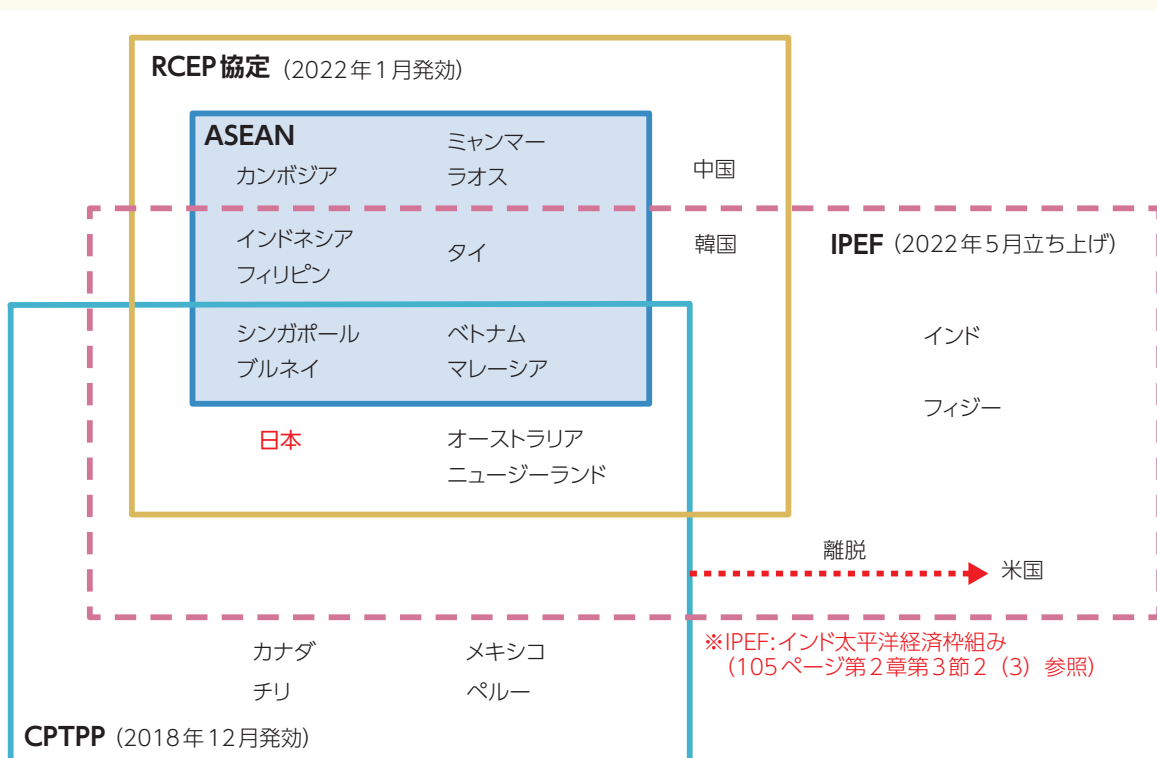 RCEP協定（2022年1月発効）
ASEAN
ミャンマー
カンボジア
ラオス
中国
インドネシア
フィリピン
タイ
韓国
IPEF（2022年5月立ち上げ）
シンガポール
ベトナム
ブルネイ
マレーシア
インド
フィジー
日本
オーストラリア
ニュージーランド
離脱
米国
カナダ
メキシコ
チリ
ペルー
※IPEF：インド太平洋経済枠組み
（105ページ第2章第3節2（3）参照）
CPTPP（2018年12月発効）